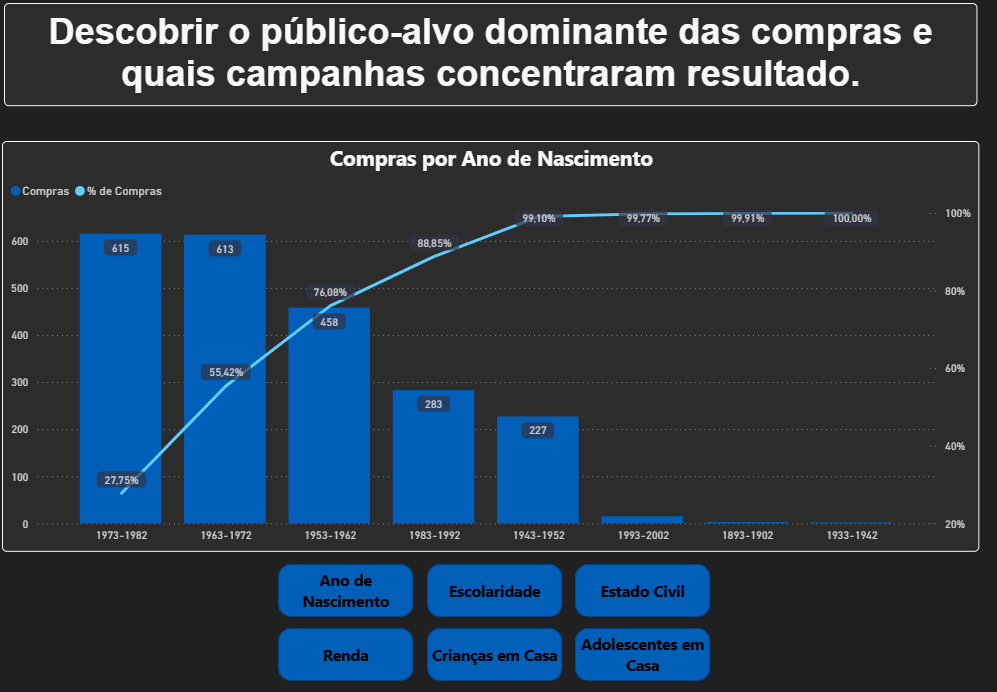 Descobrir o público-alvo dominante das compras e
quais campanhas concentraram resultado.
Compras por Ano de Nascimento
Compras % de Compras
600
500
400
300
200
100
0
100%
80%
60%
40%
20%
615
613
458
283
227
27,75%
55,42%
76,08%
88,85%
99,10%
99,77%
99,91%
100,00%
1973-1982
1963-1972
1953-1962
1983-1992
1943-1952
1993-2002
1893-1902
1933-1942
Ano de
Nascimento
Escolaridade
Estado Civil
Renda
Crianças em Casa
Adolescentes em
Casa